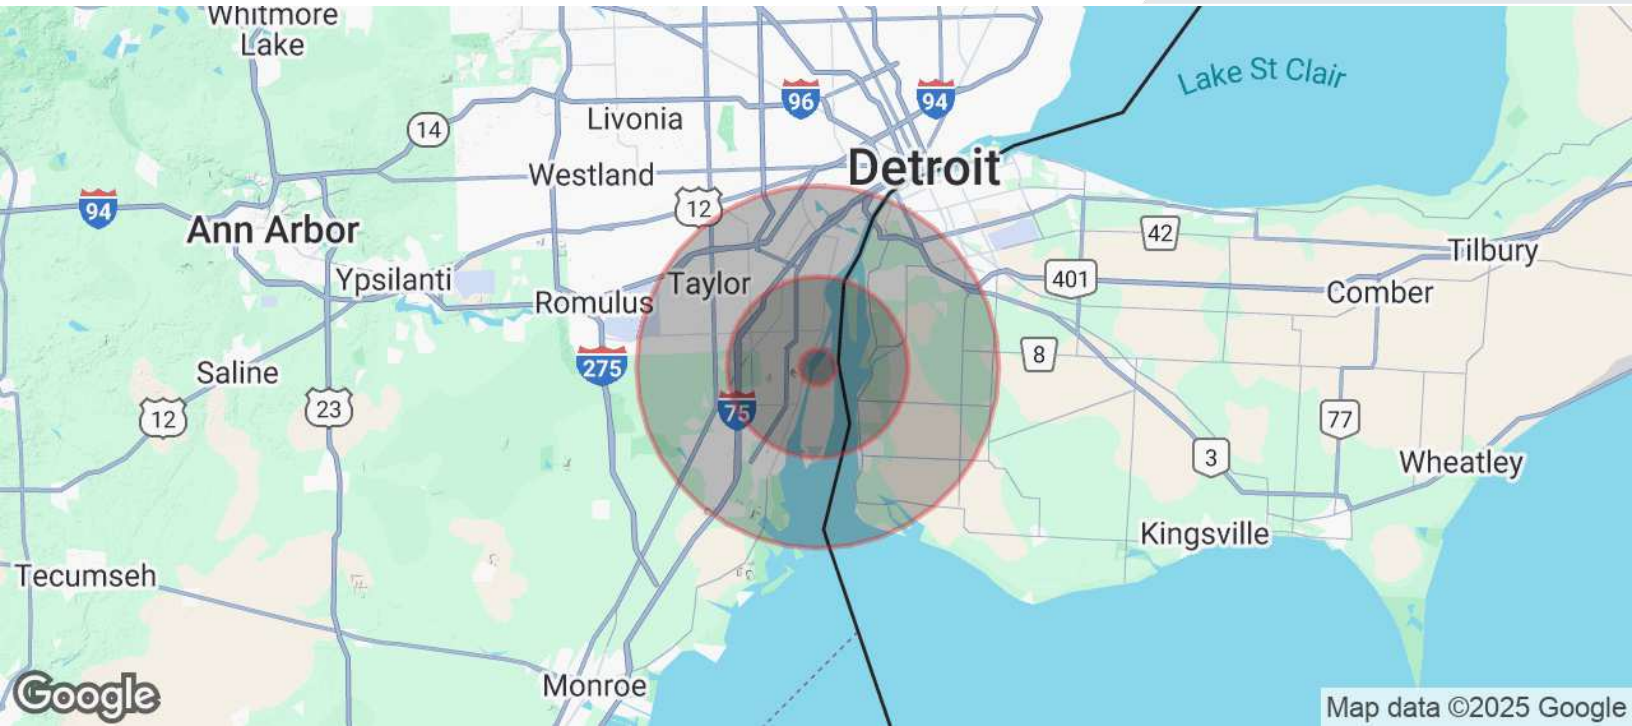 Whitmore
Lake
Lake St Clair
96
94
Livonia
14
Detroit
Westland
94
12
Ann Arbor
42
Tilbury
Ypsilanti
Taylor
401
Comber
Romulus
8
275
Saline
23
12
75
77
3
Wheatley
Kingsville
Tecumseh
Monroe
Google
Map data ©2025 Google